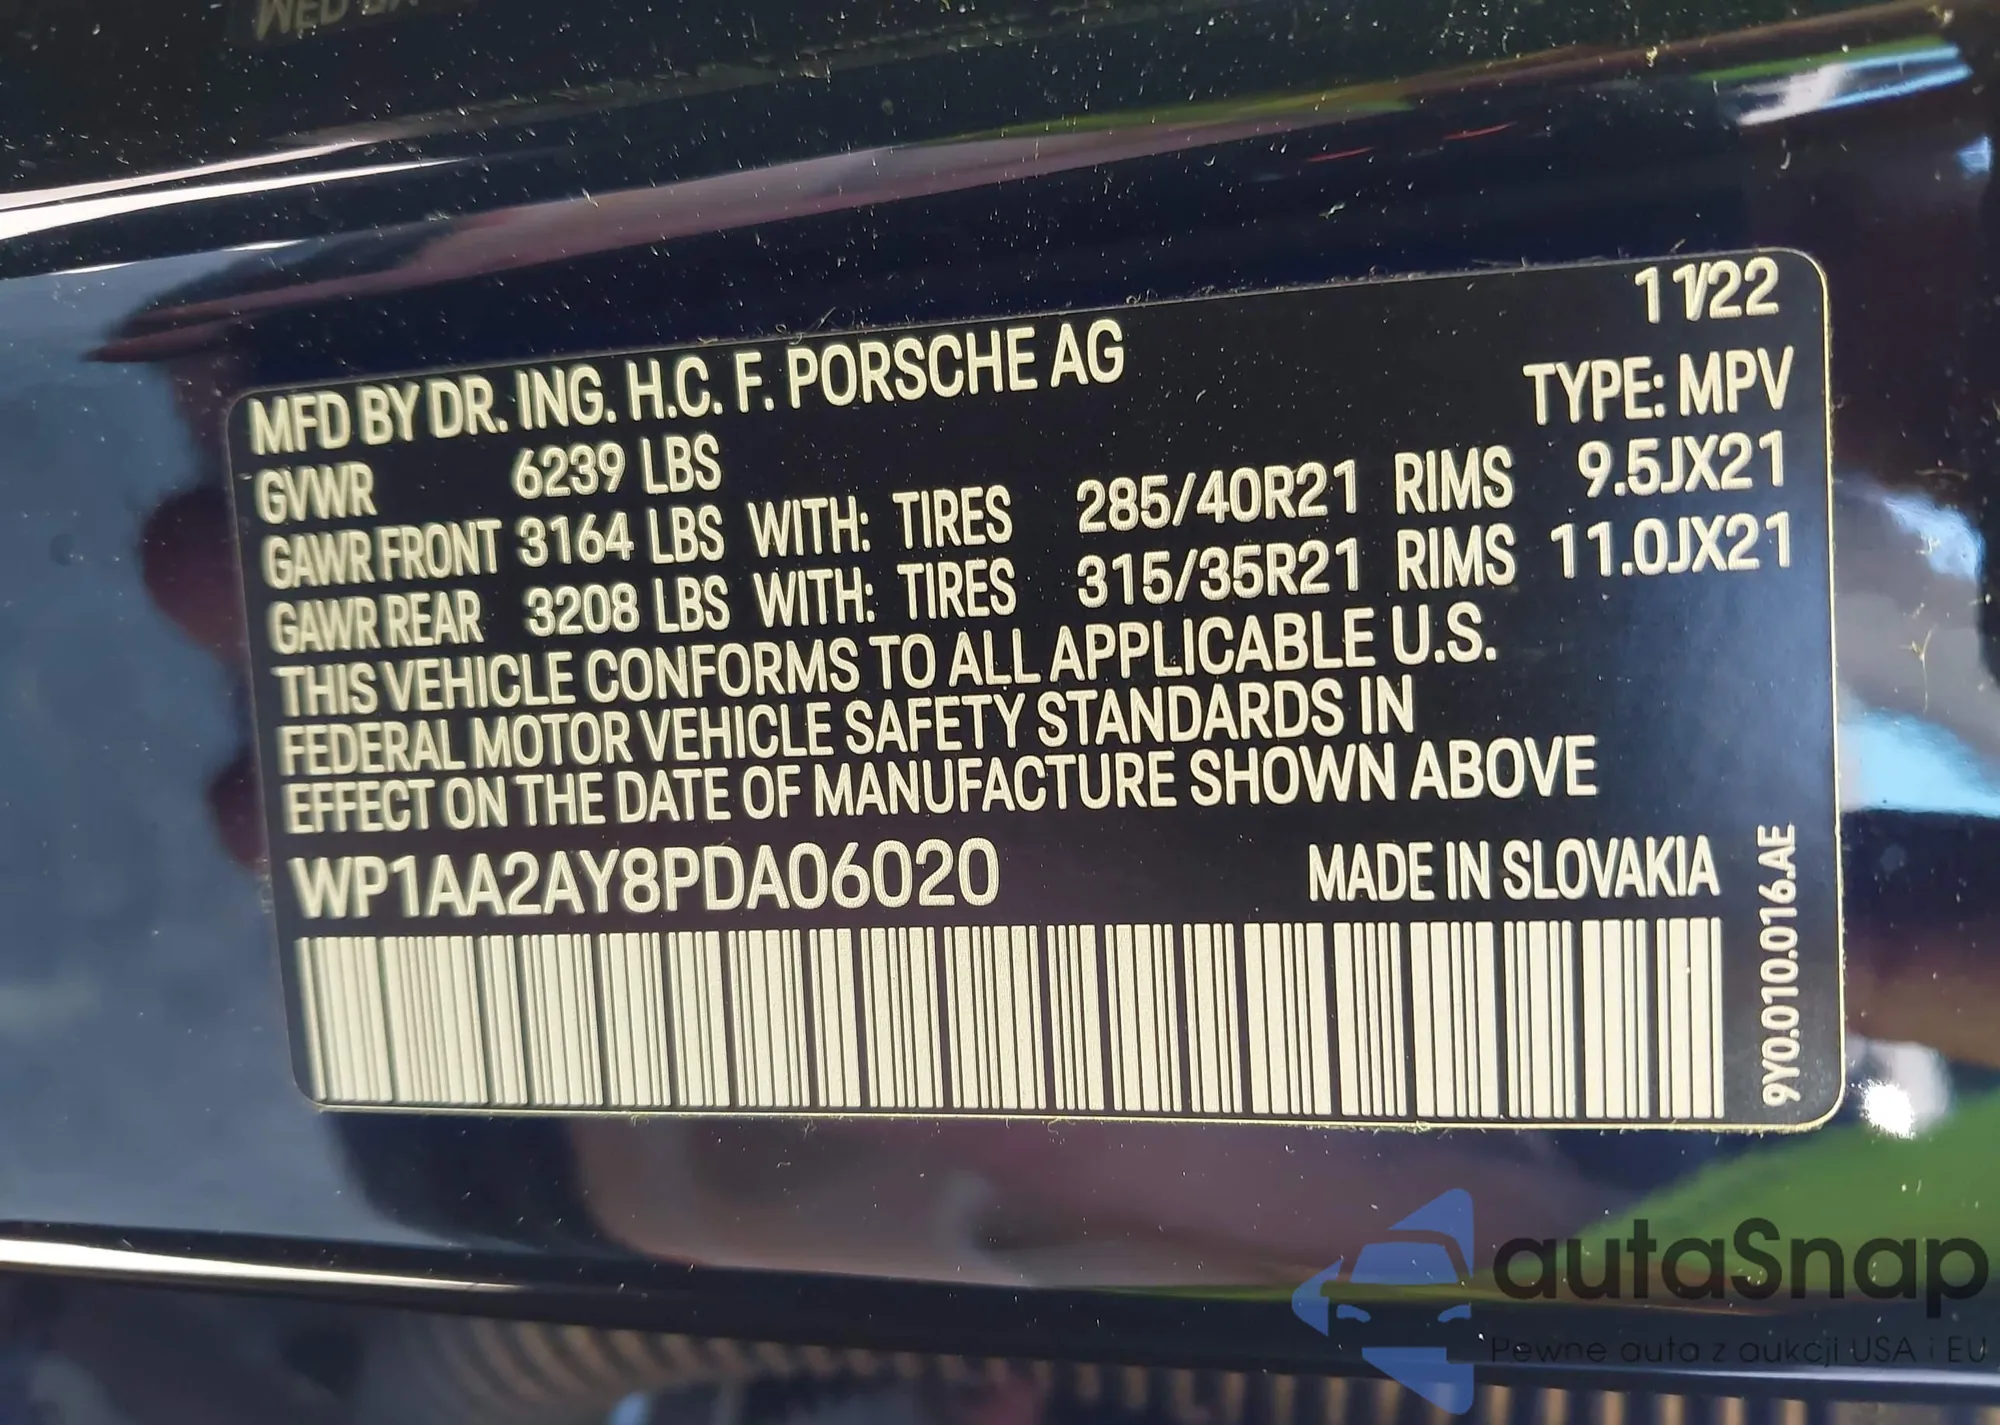 11/22
MFD BY DR. ING. H.C. F. PORSCHE AG
TYPE: MPV
GVWR 6239 LBS
GAWR FRONT 3164 LBS WITH: TIRES 285/40R21 RIMS 9.5JX21
GAWR REAR 3208 LBS WITH: TIRES 315/35R21 RIMS 11.0JX21
THIS VEHICLE CONFORMS TO ALL APPLICABLE U.S.
FEDERAL MOTOR VEHICLE SAFETY STANDARDS IN
EFFECT ON THE DATE OF MANUFACTURE SHOWN ABOVE
WP1AA2AY8PDA06020 MADE IN SLOVAKIA
9Y0.010.016.AE
autaSnap
Pewne auta z aukcji USA i EU